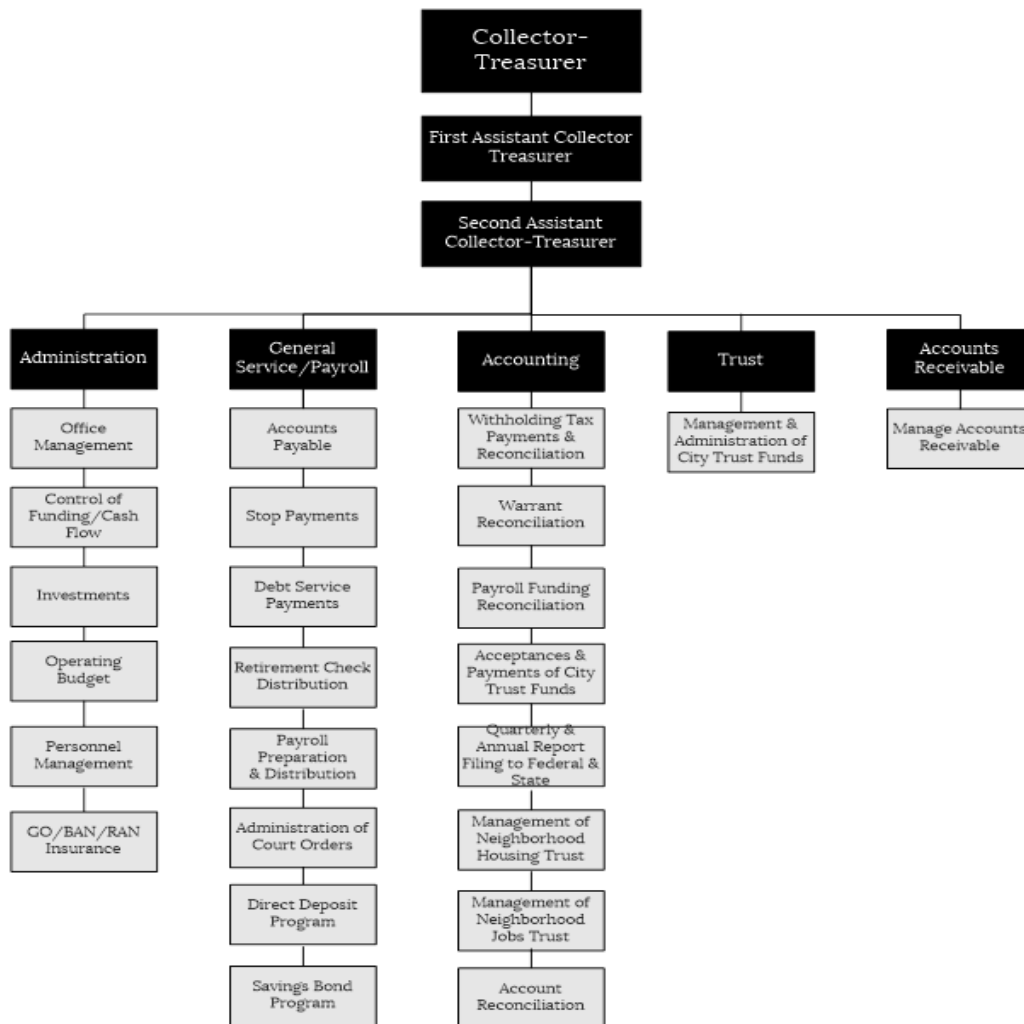 Collector-
Treasurer
First Assistant Collector
Treasurer
Second Assistant
Collector-Treasurer
Administration
Office
Management
Control of
Funding/Cash
Flow
Investments
Operating
Budget
Personnel
Management
GO/BAN/RAN
Insurance
General
Service/Payroll
Accounts
Payable
Stop Payments
Debt Service
Payments
Retirement Check
Distribution
Payroll
Preparation
& Distribution
Administration of
Court Orders
Direct Deposit
Program
Savings Bond
Program
Accounting
Withholding Tax
Payments &
Reconciliation
Warrant
Reconciliation
Payroll Funding
Reconciliation
Acceptances &
Payments of City
Trust Funds
Quarterly &
Annual Report
Filing to Federal &
State
Management of
Neighborhood
Housing Trust
Management of
Neighborhood
Jobs Trust
Account
Reconciliation
Trust
Management &
Administration of
City Trust Funds
Accounts
Receivable
Manage Accounts
Receivable